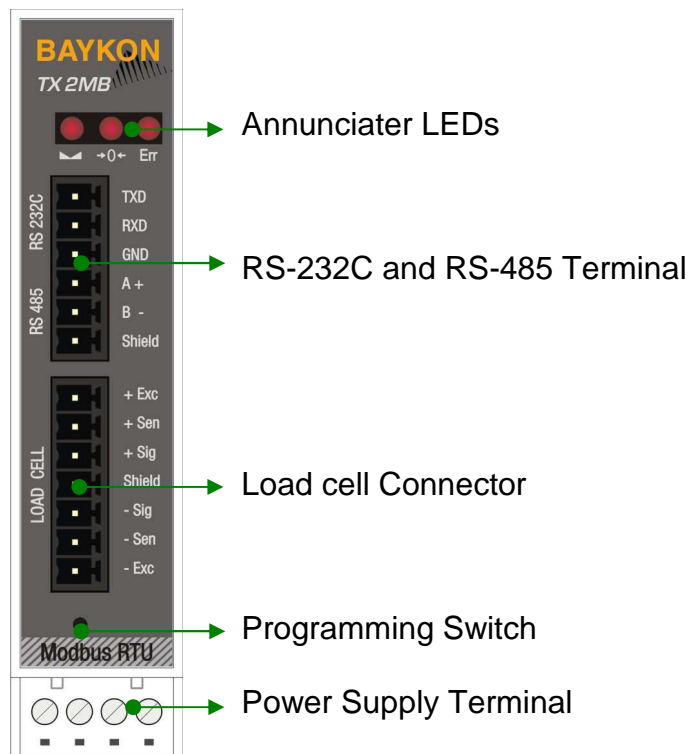 BAYKON
TX 2MB
Annunciater LEDs
→0← Err
RS 232C
TXD
RXD
GND
RS-232C and RS-485 Terminal
RS 485
A +
B -
Shield
LOAD CELL
+ Exc
+ Sen
+ Sig
Shield
Load cell Connector
- Sig
- Sen
- Exc
Programming Switch
Modbus RTU
Power Supply Terminal